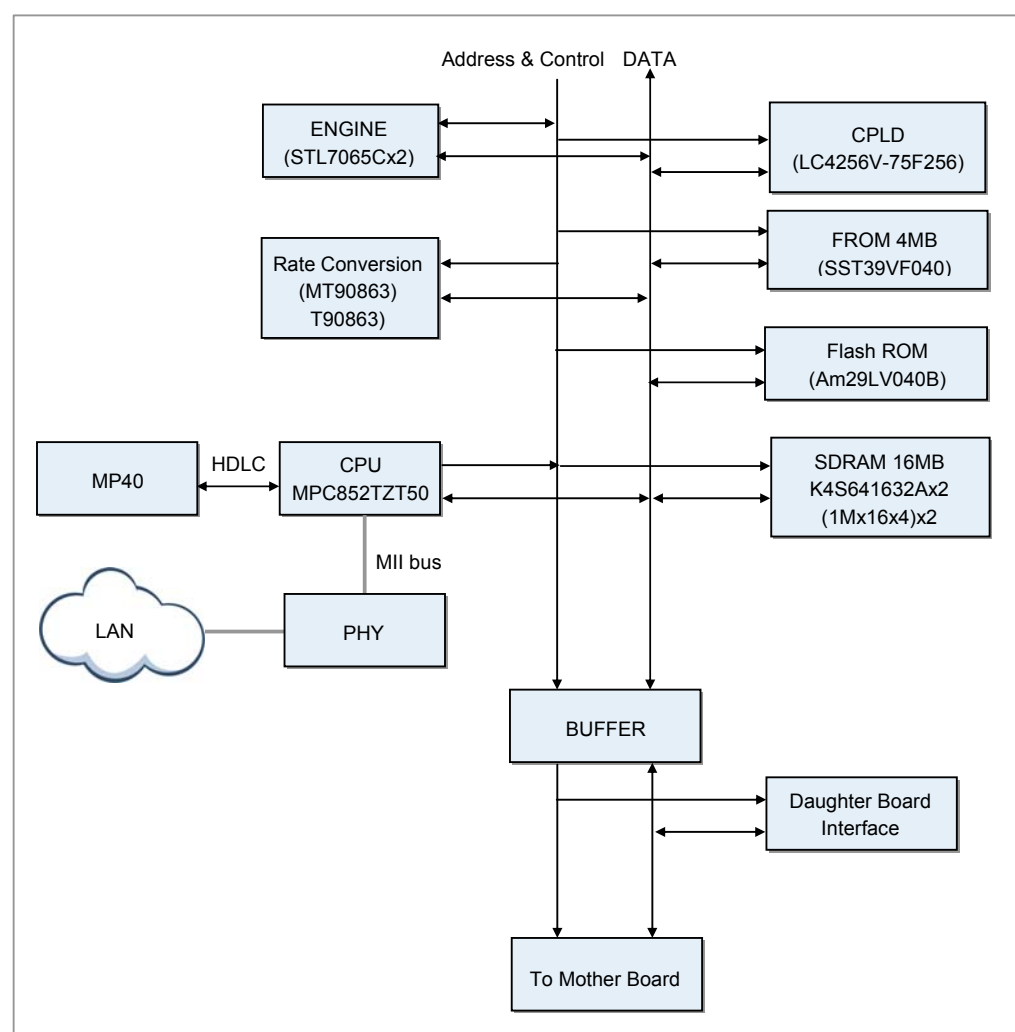 Address & Control DATA
ENGINE
(STL7065Cx2)
CPLD
(LC4256V-75F256)
FROM 4MB
(SST39VF040)
Rate Conversion
(MT90863)
T90863)
Flash ROM
(Am29LV040B)
MP40
HDLC
CPU
MPC852TZT50
SDRAM 16MB
K4S641632Ax2
(1Mx16x4)x2
MII bus
LAN
PHY
BUFFER
Daughter Board
Interface
To Mother Board